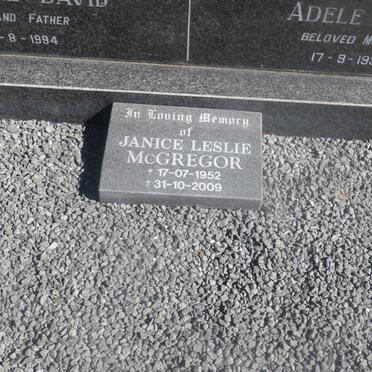 DAVID
AND FATHER
-8-1994
ADELE
BELOVED M
17-9-193
In Loving Memory
of
JANICE LESLIE
McGREGOR
* 17-07-1952
† 31-10-2009